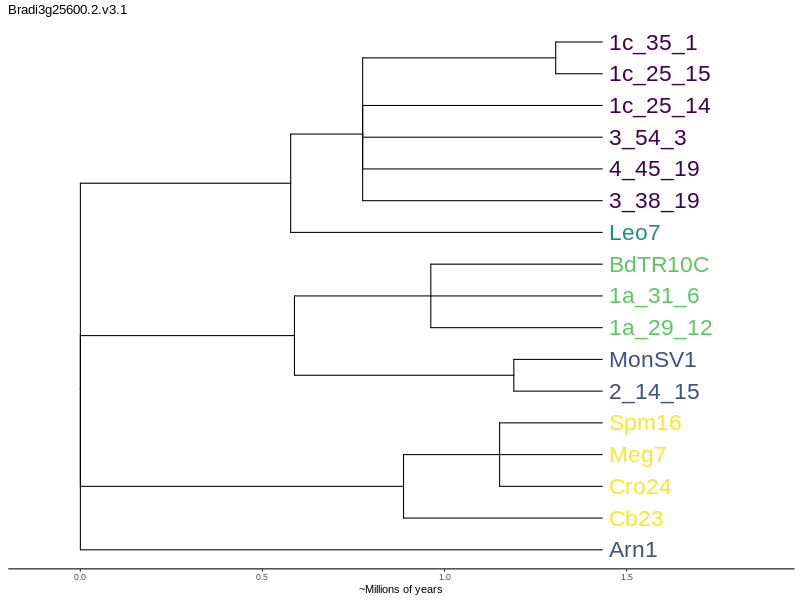 Bradi3g25600.2.v3.1
1c_35_1
1c_25_15
1c_25_14
3_54_3
4_45_19
3_38_19
Leo7
BdTR10C
1a_31_6
1a_29_12
MonSV1
2_14_15
Spm16
Meg7
Cro24
Cb23
Arn1
0.0 0.5 1.0 1.5
~Millions of years